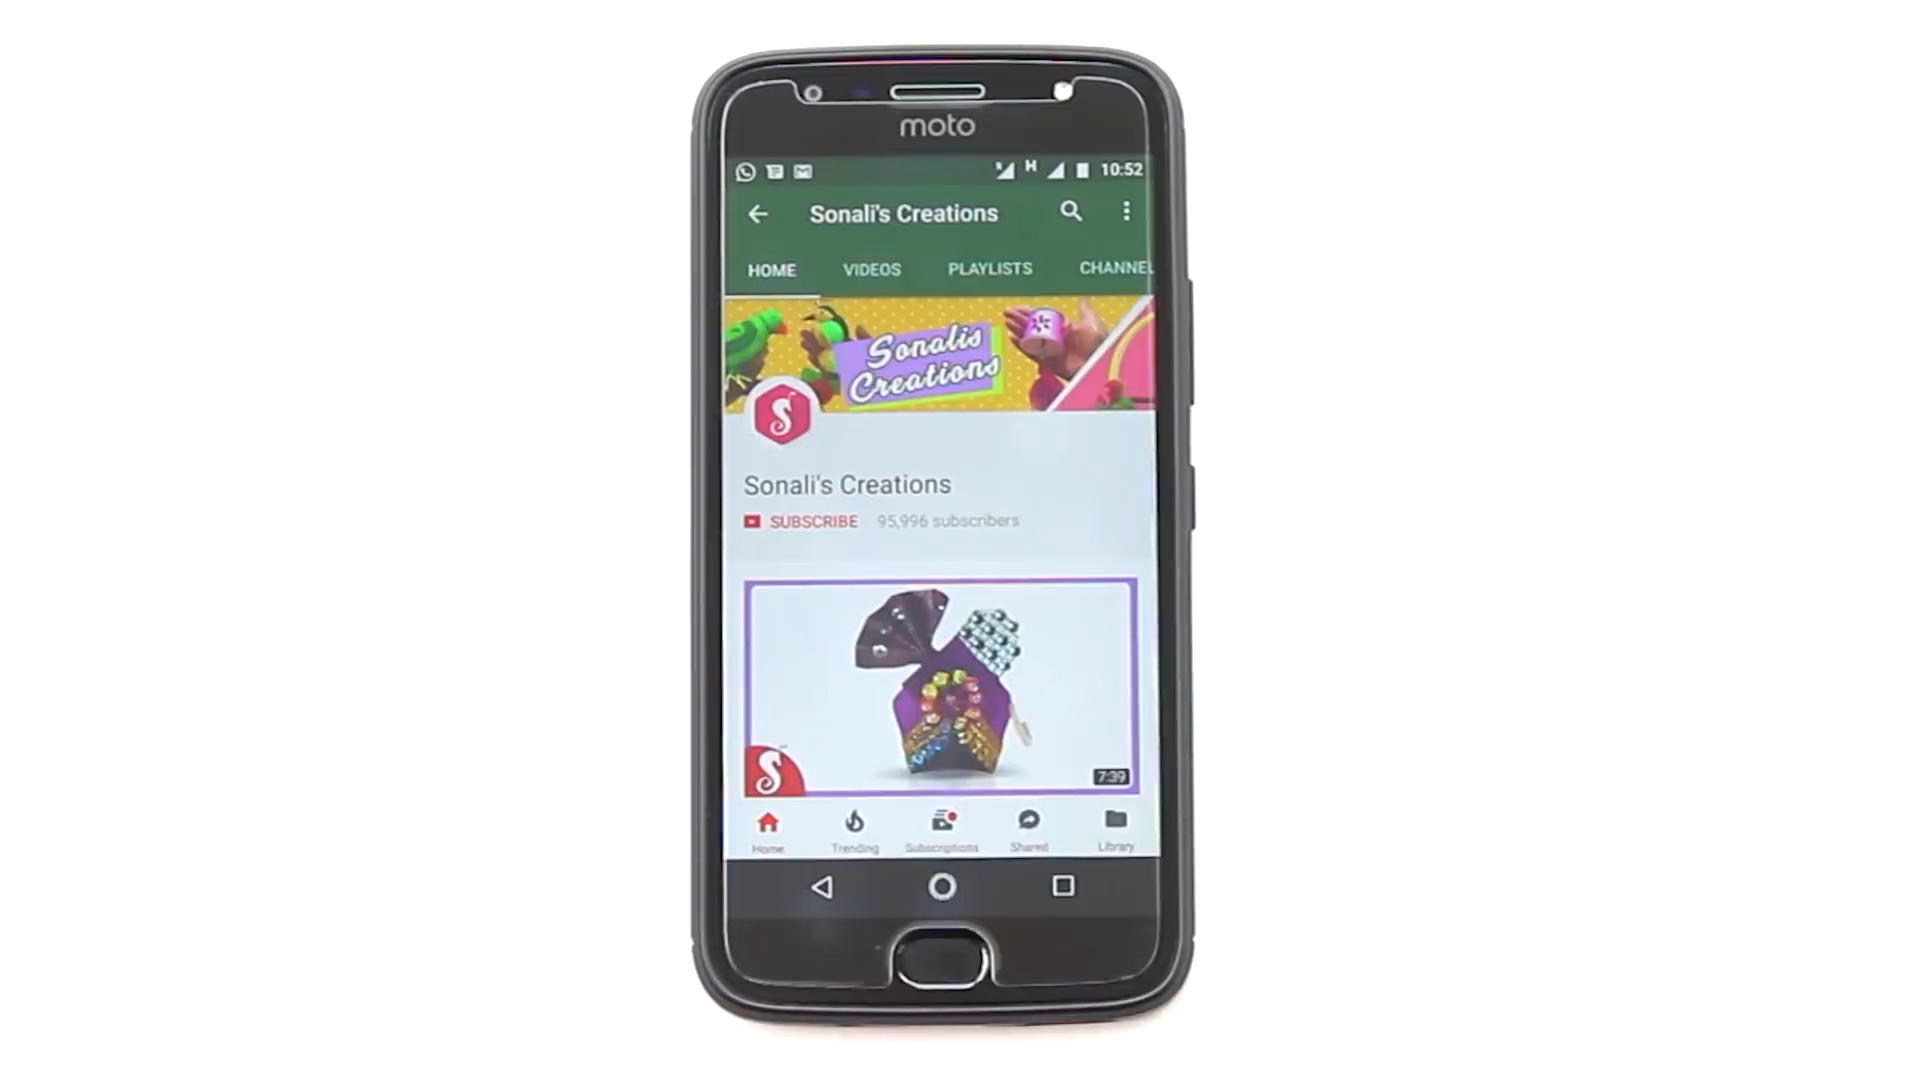 moto
H 10:52
Sonali's Creations
HOME VIDEOS PLAYLISTS CHANNEL
Sonalis
Creations
Sonali's Creations
SUBSCRIBE 95,996 subscribers
7:39
Home Trending Subscriptions Shared Library